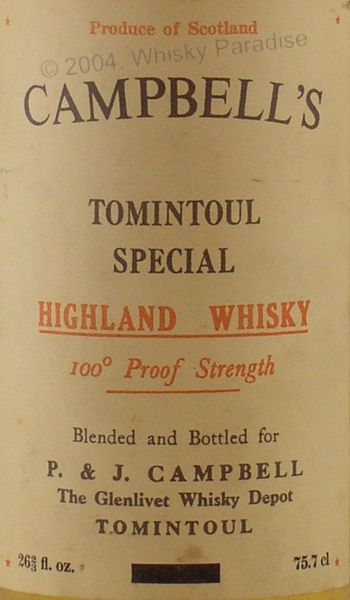 Produce of Scotland
© 2004. Whisky Paradise
CAMPBELL'S
TOMINTOUL
SPECIAL
HIGHLAND WHISKY
100° Proof Strength
Blended and Bottled for
P. & J. CAMPBELL
The Glenlivet Whisky Depot
TOMINTOUL
26⅔ fl. oz.
75.7 cl